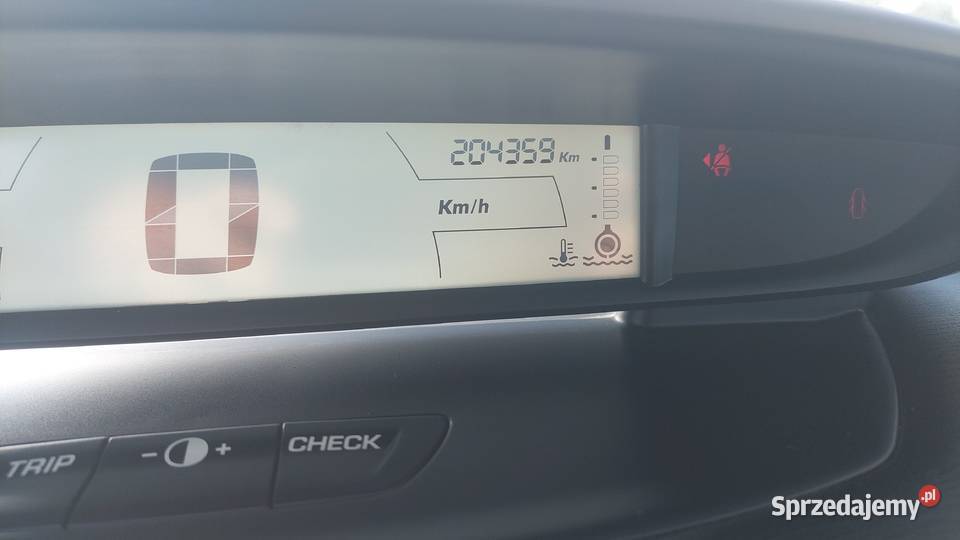 204359 Km
0
Km/h
TRIP
- +
CHECK
Sprzedajemy.pl